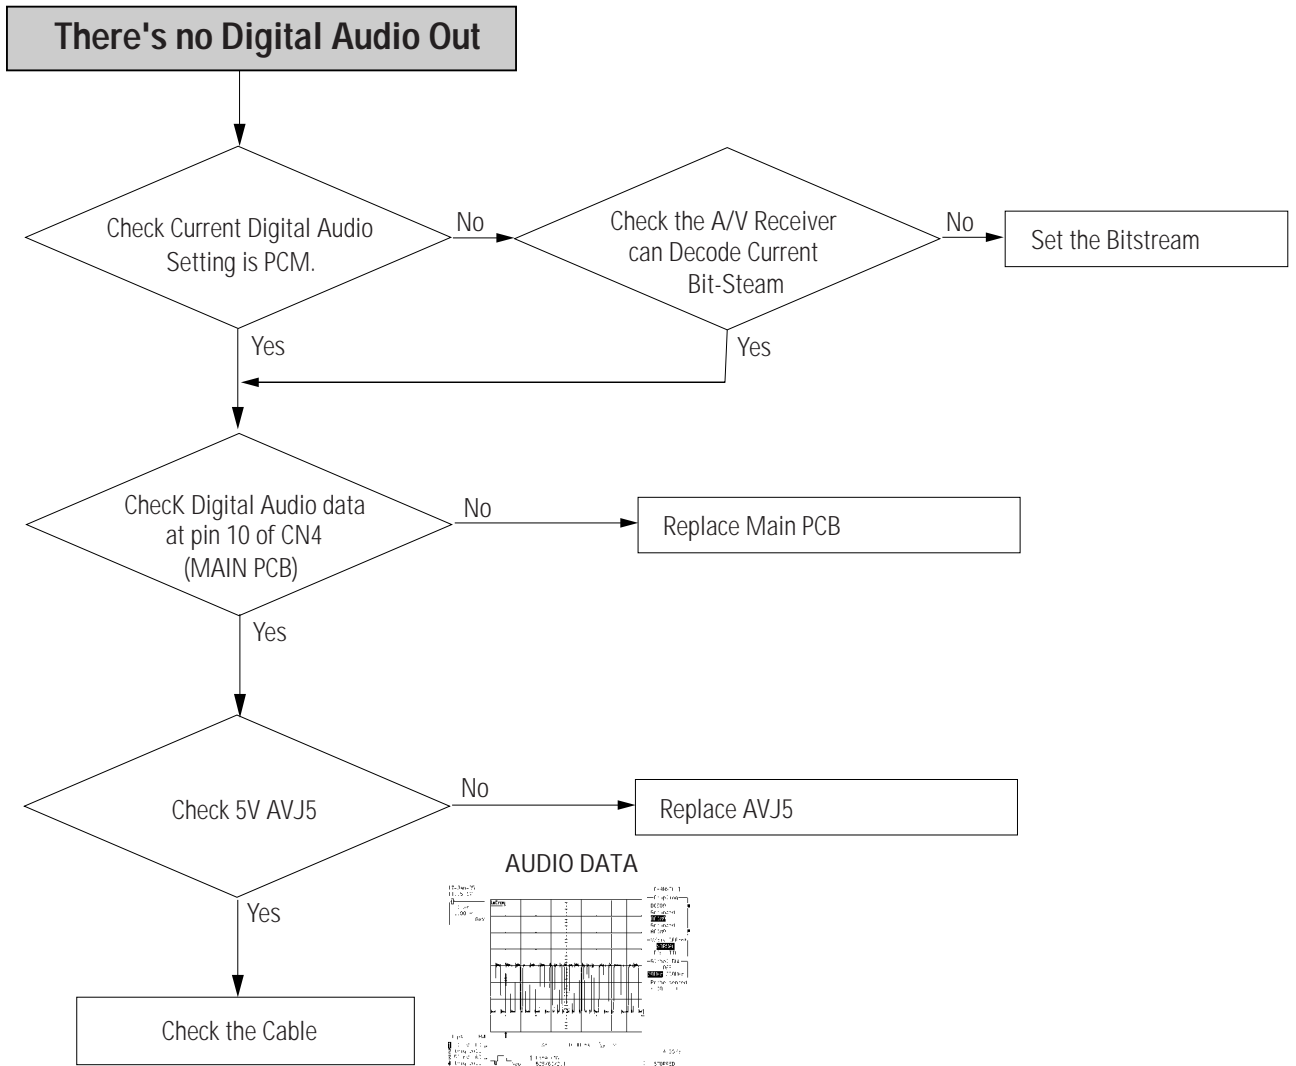 There's no Digital Audio Out
Check Current Digital Audio
Setting is PCM.
No
Check the A/V Receiver
can Decode Current
Bit-Steam
No
Set the Bitstream
Yes
Yes
ChecK Digital Audio data
at pin 10 of CN4
(MAIN PCB)
No
Replace Main PCB
Yes
Check 5V AVJ5
No
Replace AVJ5
Yes
Check the Cable
AUDIO DATA
LeCroy
STOPPED